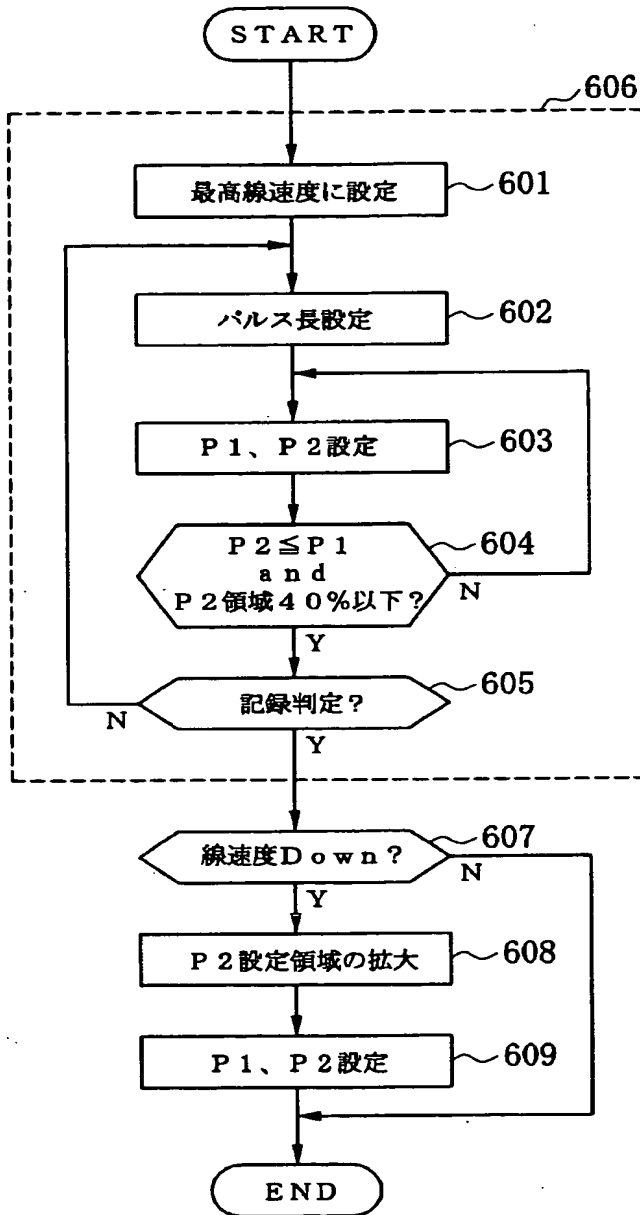 START
606
最高線速度に設定
601
パルス長設定
602
P1、P2設定
603
P2≦P1
and
P2領域40%以下?
604
N
Y
記録判定?
605
N
Y
線速度Down?
607
N
Y
P2設定領域の拡大
608
P1、P2設定
609
END